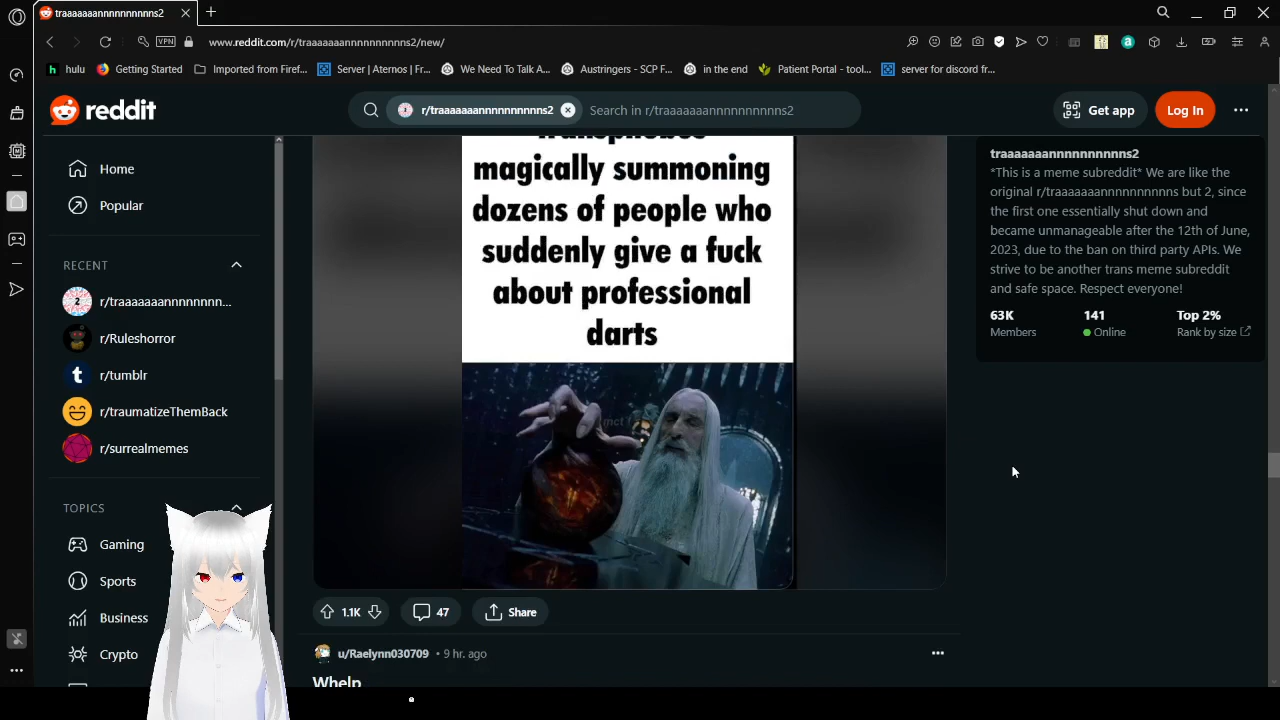 traaaaaaannnnnnnnnns2
VPN
www.reddit.com/r/traaaaaaannnnnnnnnns2/new/
hulu
Getting Started
Imported from Firef...
Server | Aternos | Fr...
We Need To Talk A...
Austringers - SCP F...
in the end
Patient Portal - tool...
server for discord fr...
reddit
r/traaaaaaannnnnnnnnns2
Search in r/traaaaaaannnnnnnnnns2
Get app
Log In
Home
Popular
RECENT
r/traaaaaaannnnnnn...
r/Ruleshorror
r/tumblr
r/traumatizeThemBack
r/surrealmemes
TOPICS
Gaming
Sports
Business
Crypto
Transphobes
magically summoning
dozens of people who
suddenly give a fuck
about professional
darts
mct
1.1K
47
Share
u/Raelynn030709 • 9 hr. ago
Whelp
traaaaaaannnnnnnnnns2
*This is a meme subreddit* We are like the
original r/traaaaaaannnnnnnnnns but 2, since
the first one essentially shut down and
became unmanageable after the 12th of June,
2023, due to the ban on third party APIs. We
strive to be another trans meme subreddit
and safe space. Respect everyone!
63K
Members
141
Online
Top 2%
Rank by size